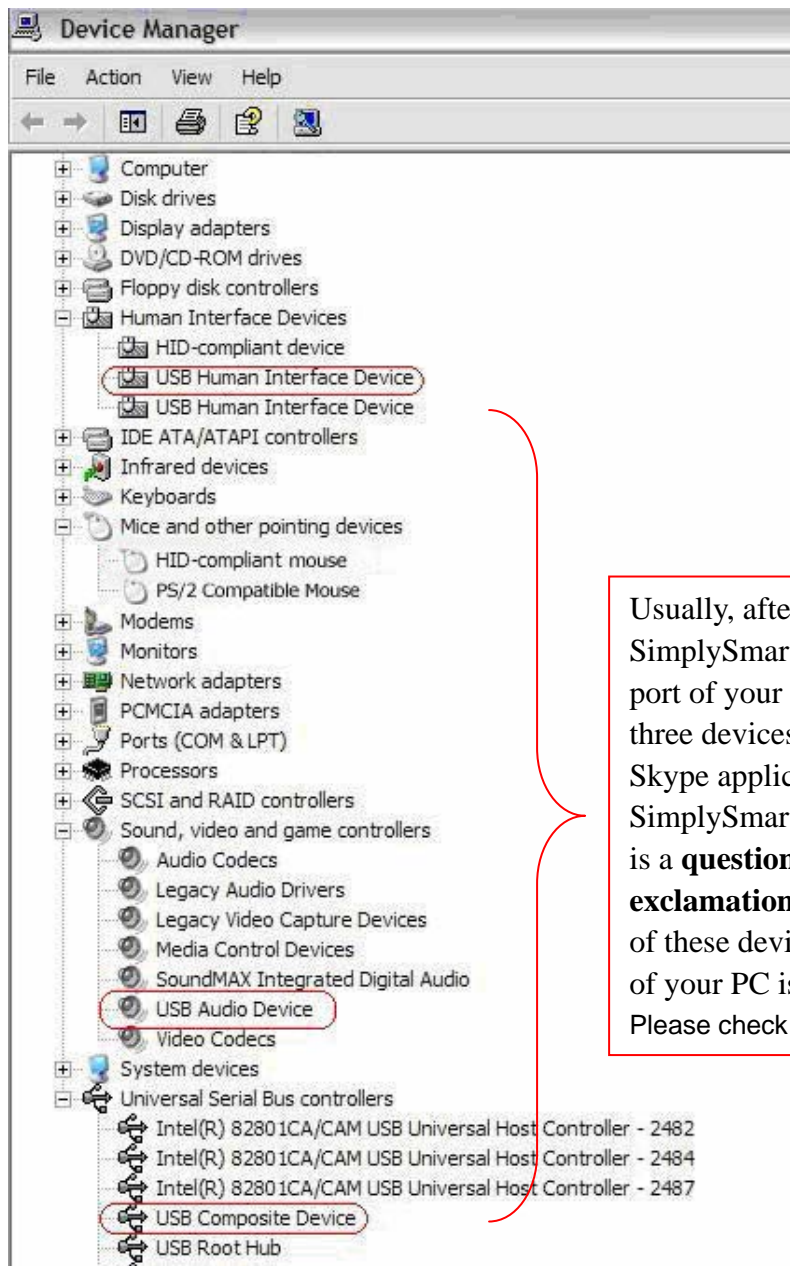 Device Manager
File Action View Help
Computer
Disk drives
Display adapters
DVD/CD-ROM drives
Floppy disk controllers
Human Interface Devices
HID-compliant device
USB Human Interface Device
USB Human Interface Device
IDE ATA/ATAPI controllers
Infrared devices
Keyboards
Mice and other pointing devices
HID-compliant mouse
PS/2 Compatible Mouse
Modems
Monitors
Network adapters
PCMCIA adapters
Ports (COM & LPT)
Processors
SCSI and RAID controllers
Sound, video and game controllers
Audio Codecs
Legacy Audio Drivers
Legacy Video Capture Devices
Media Control Devices
SoundMAX Integrated Digital Audio
USB Audio Device
Video Codecs
System devices
Universal Serial Bus controllers
Intel(R) 82801CA/CAM USB Universal Host Controller - 2482
Intel(R) 82801CA/CAM USB Universal Host Controller - 2484
Intel(R) 82801CA/CAM USB Universal Host Controller - 2487
USB Composite Device
USB Root Hub
Usually, afte
SimplySmar
port of your
three devices
Skype applic
SimplySmar
is a question
exclamation
of these devi
of your PC is
Please check